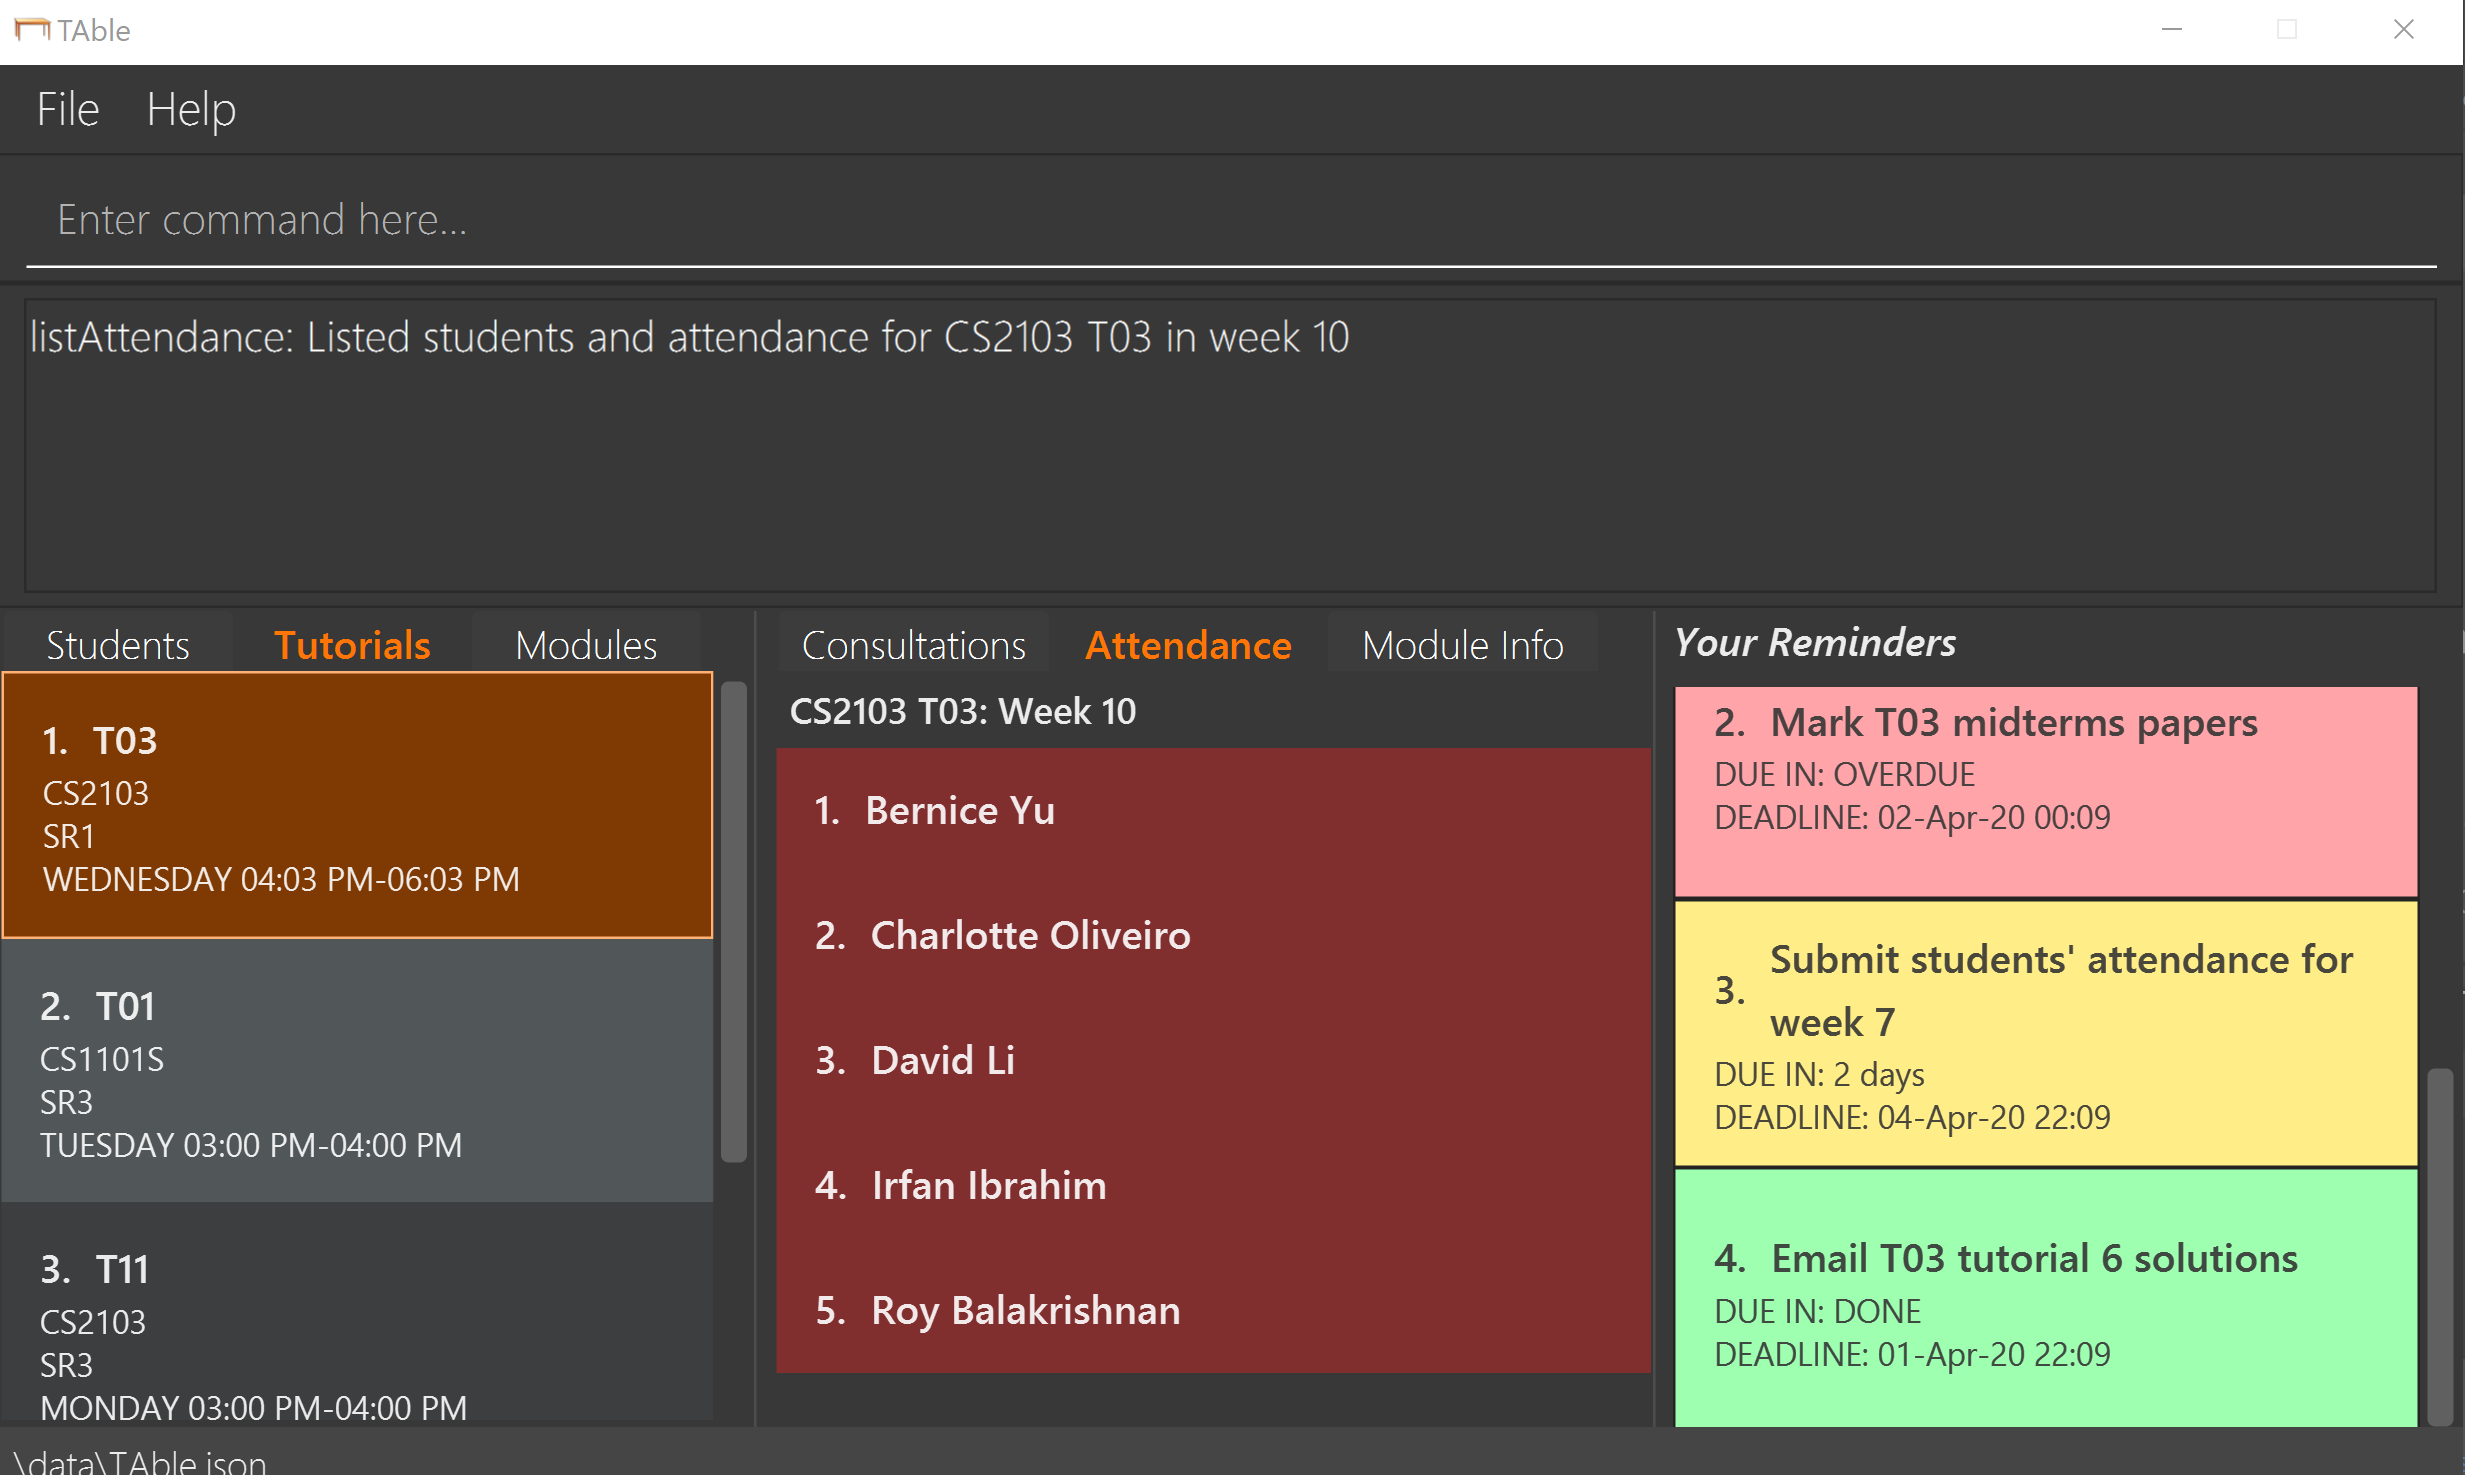 TAble
File Help
Enter command here...
listAttendance: Listed students and attendance for CS2103 T03 in week 10
Students Tutorials Modules
1. T03
CS2103
SR1
WEDNESDAY 04:03 PM-06:03 PM
2. T01
CS1101S
SR3
TUESDAY 03:00 PM-04:00 PM
3. T11
CS2103
SR3
MONDAY 03:00 PM-04:00 PM
Consultations Attendance Module Info
CS2103 T03: Week 10
1. Bernice Yu
2. Charlotte Oliveiro
3. David Li
4. Irfan Ibrahim
5. Roy Balakrishnan
Your Reminders
2. Mark T03 midterms papers
DUE IN: OVERDUE
DEADLINE: 02-Apr-20 00:09
3. Submit students' attendance for
week 7
DUE IN: 2 days
DEADLINE: 04-Apr-20 22:09
4. Email T03 tutorial 6 solutions
DUE IN: DONE
DEADLINE: 01-Apr-20 22:09
\data\TAble.json